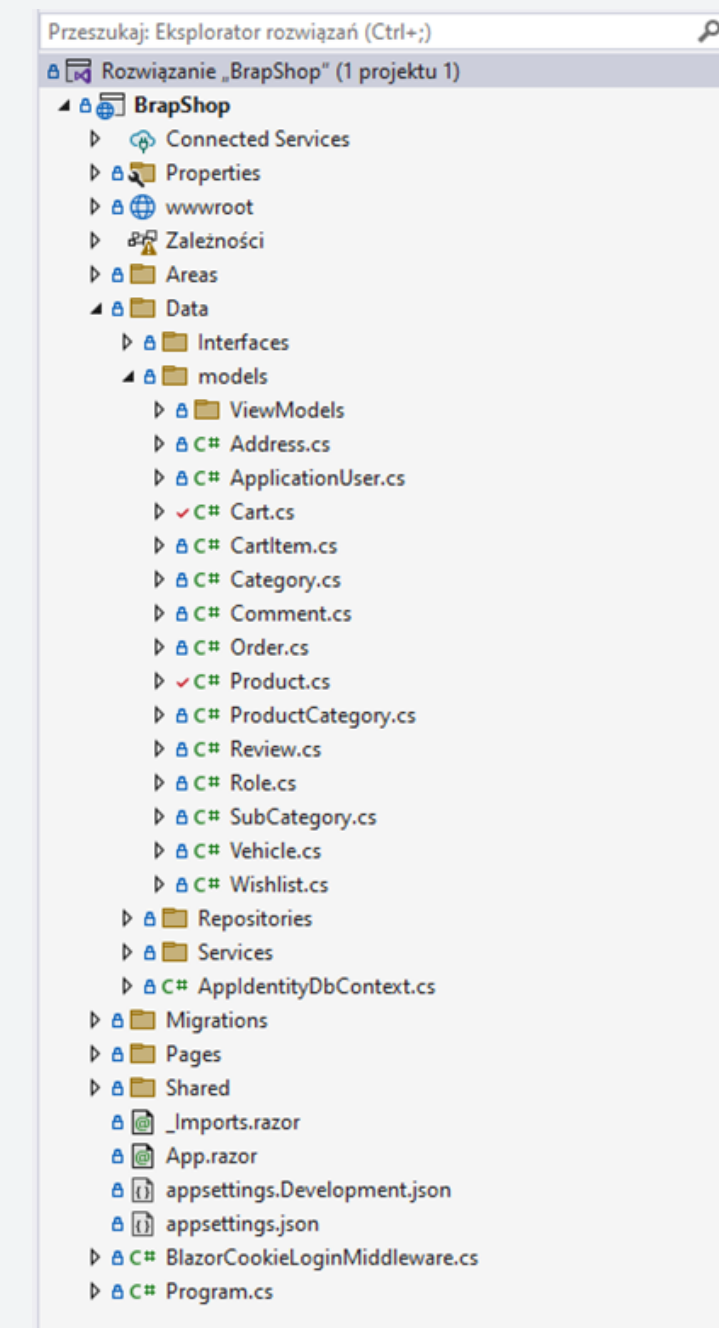 Przeszukaj: Eksplorator rozwiązań (Ctrl+;)
Rozwiązanie „BrapShop" (1 projektu 1)
BrapShop
Connected Services
Properties
wwwroot
Zależności
Areas
Data
Interfaces
models
ViewModels
C# Address.cs
C# ApplicationUser.cs
C# Cart.cs
C# CartItem.cs
C# Category.cs
C# Comment.cs
C# Order.cs
C# Product.cs
C# ProductCategory.cs
C# Review.cs
C# Role.cs
C# SubCategory.cs
C# Vehicle.cs
C# Wishlist.cs
Repositories
Services
C# AppIdentityDbContext.cs
Migrations
Pages
Shared
_Imports.razor
App.razor
appsettings.Development.json
appsettings.json
C# BlazorCookieLoginMiddleware.cs
C# Program.cs